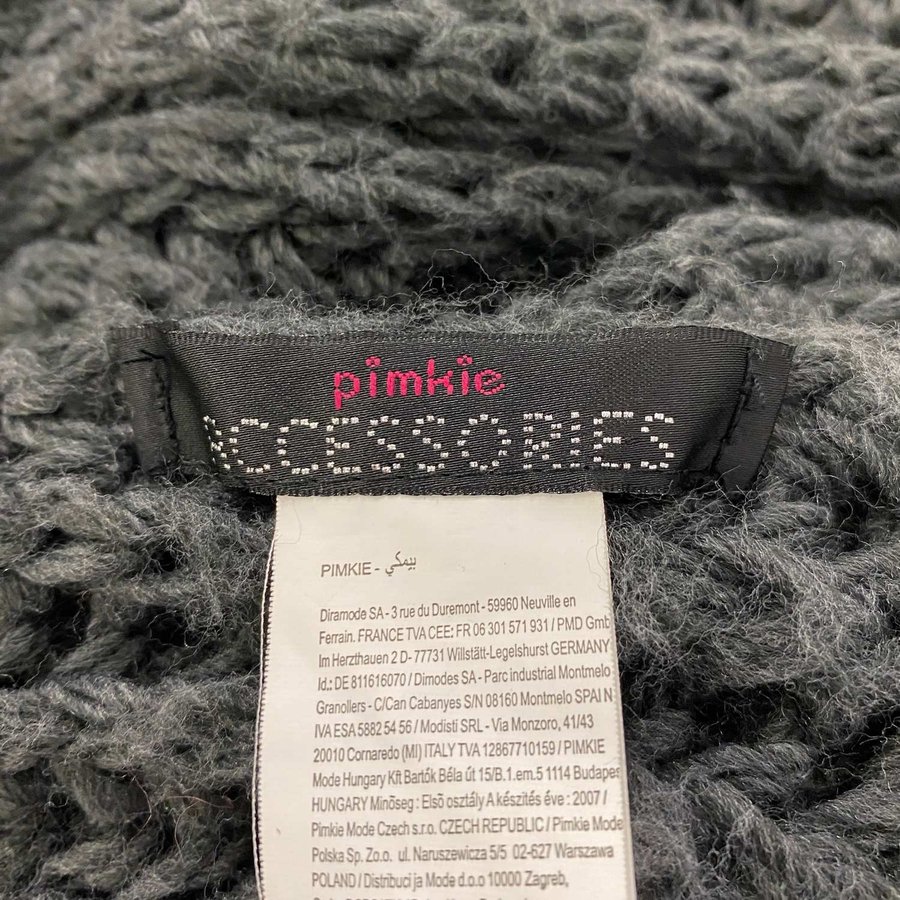 pimkie
ACCESSORIES
PIMKIE - بيمكي
Diramode SA - 3 rue du Duremont - 59960 Neuville en
Ferrain. FRANCE TVA CEE: FR 06 301 571 931 / PMD Gmb
Im Herzthauen 2 D- 77731 Willstätt-Legelshurst GERMANY
Id.: DE 811616070 / Dimodes SA - Parc industrial Montmelo
Granollers - C/Can Cabanyes S/N 08160 Montmelo SPAI N
IVA ESA 5882 54 56 / Modisti SRL - Via Monzoro, 41/43
20010 Cornaredo (MI) ITALY TVA 12867710159 / PIMKIE
Mode Hungary Kft Bartók Béla út 15/B.1.em.5 1114 Budapes
HUNGARY Minőseg : Elsõ osztály A készités éve : 2007 /
Pimkie Mode Czech s.r.o. CZECH REPUBLIC / Pimkie Mode
Polska Sp. Zo.o. ul. Naruszewicza 5/5 02-627 Warszawa
POLAND / Distribuci ja Mode d.o.o 10000 Zagreb,